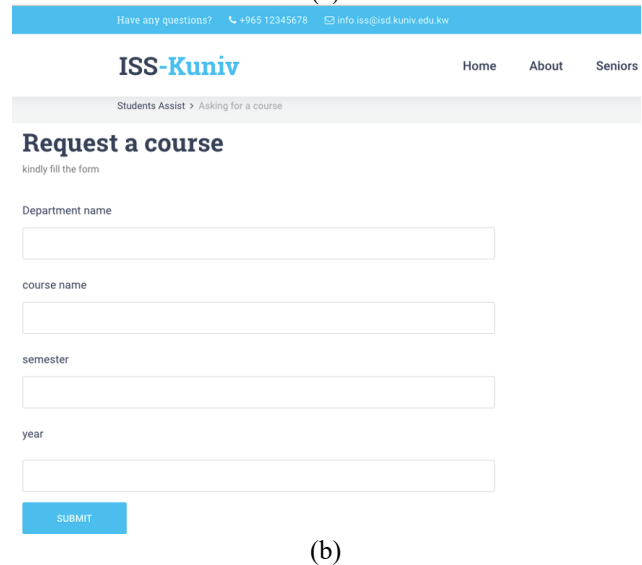 Have any questions? +965 12345678 info.iss@isd.kuniv.edu.kw
ISS-Kuniv Home About Seniors
Students Assist > Asking for a course
Request a course
kindly fill the form
Department name
course name
semester
year
SUBMIT
(b)